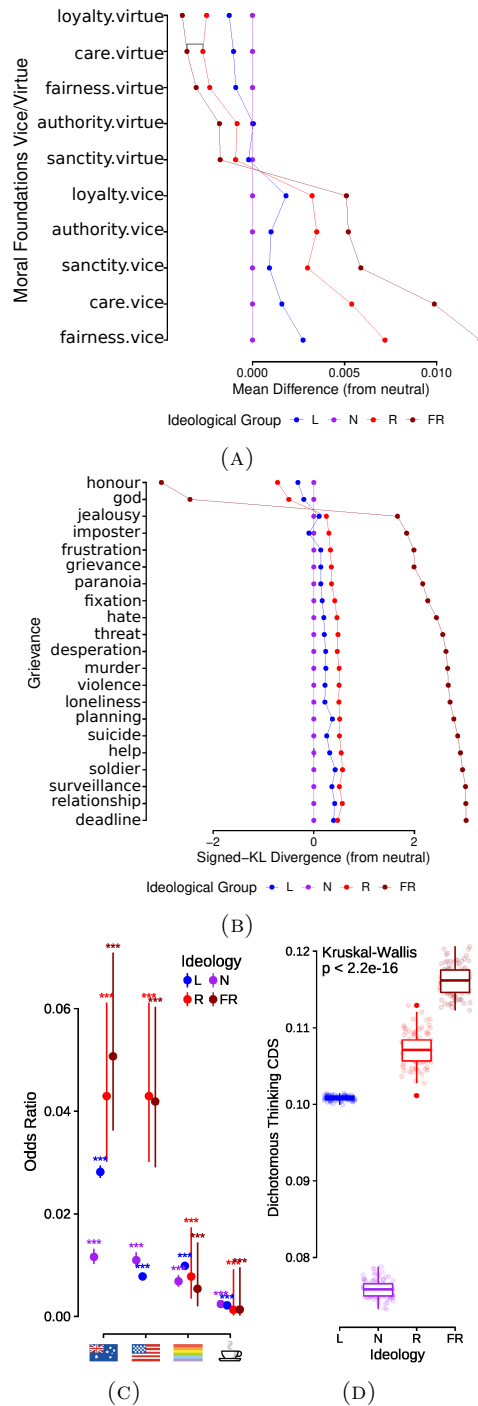 loyalty.virtue
care.virtue
fairness.virtue
authority.virtue
sanctity.virtue
loyalty.vice
authority.vice
sanctity.vice
care.vice
fairness.vice
Moral Foundations Vice/Virtue
0.000 0.005 0.010
Mean Difference (from neutral)
Ideological Group L N R FR
(A)
honour
god
jealousy
imposter
frustration
grievance
paranoia
fixation
hate
threat
desperation
murder
violence
loneliness
planning
suicide
help
soldier
surveillance
relationship
deadline
Grievance
−2 0 2
Signed−KL Divergence (from neutral)
Ideological Group L N R FR
(B)
Ideology
L N
R FR
*** *** *** ***
*** *** *** ***
*** *** *** ***
*** *** *** ***
0.06
0.04
0.02
0.00
Odds Ratio
(C)
Kruskal-Wallis
p < 2.2e-16
0.12
0.11
0.10
0.09
0.08
Dichotomous Thinking CDS
L N R FR
Ideology
(D)